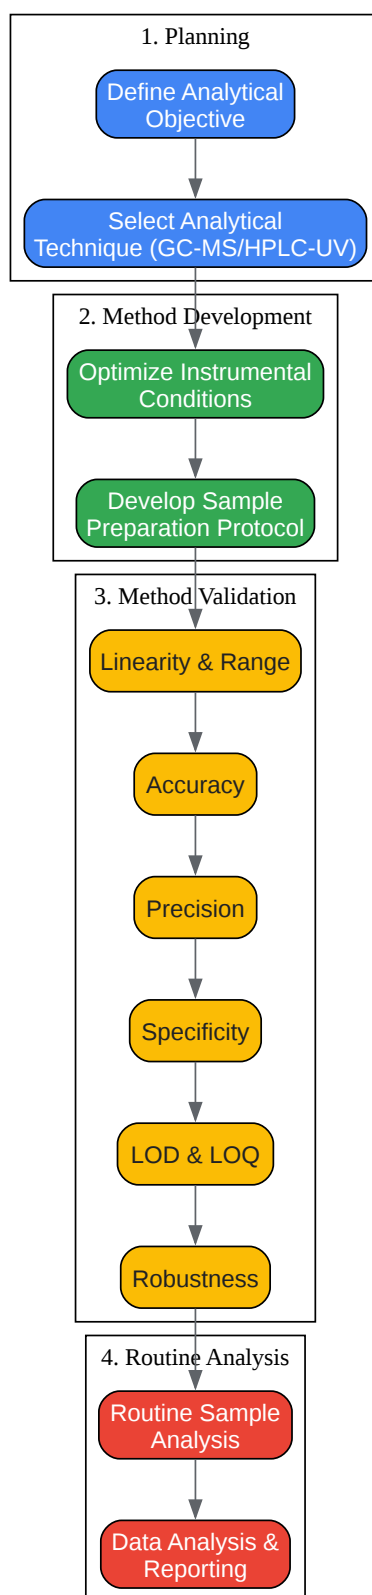 1. Planning
Define Analytical
Objective
Select Analytical
Technique (GC-MS/HPLC-UV)
2. Method Development
Optimize Instrumental
Conditions
Develop Sample
Preparation Protocol
3. Method Validation
Linearity & Range
Accuracy
Precision
Specificity
LOD & LOQ
Robustness
4. Routine Analysis
Routine Sample
Analysis
Data Analysis &
Reporting